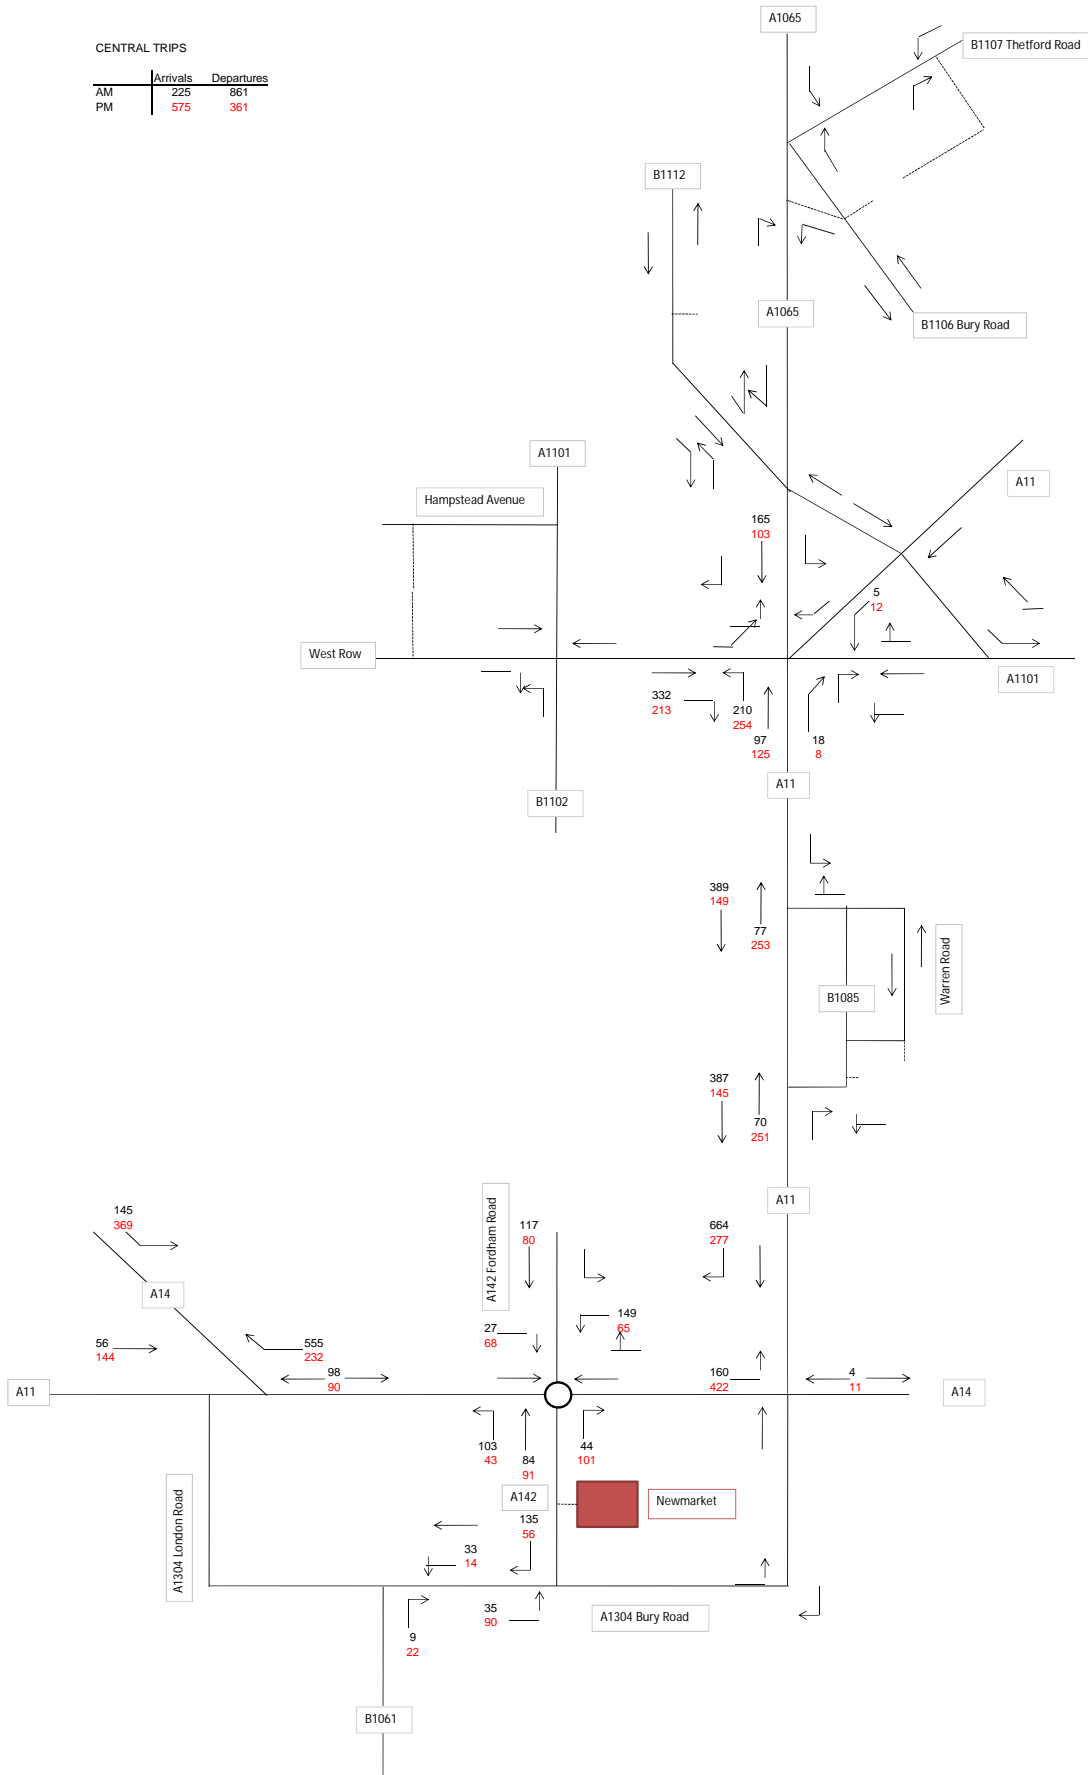 A1065
B1107 Thetford Road
CENTRAL TRIPS
Arrivals Departures
AM 225 861
PM 575 361
B1112
A1065
B1106 Bury Road
A1101
A11
Hampstead Avenue
165
103
5
12
West Row
A1101
332
213
210
254
97
125
18
8
A11
B1102
389
149
77
253
Warren Road
B1085
387
145
70
251
A11
A142 Fordham Road
145
369
117
80
664
277
A14
149
65
27
68
56
144
555
232
98
90
160
422
4
11
A11
A14
103
43
84
91
44
101
A142
Newmarket
A1304 London Road
135
56
33
14
35
90
A1304 Bury Road
9
22
B1061